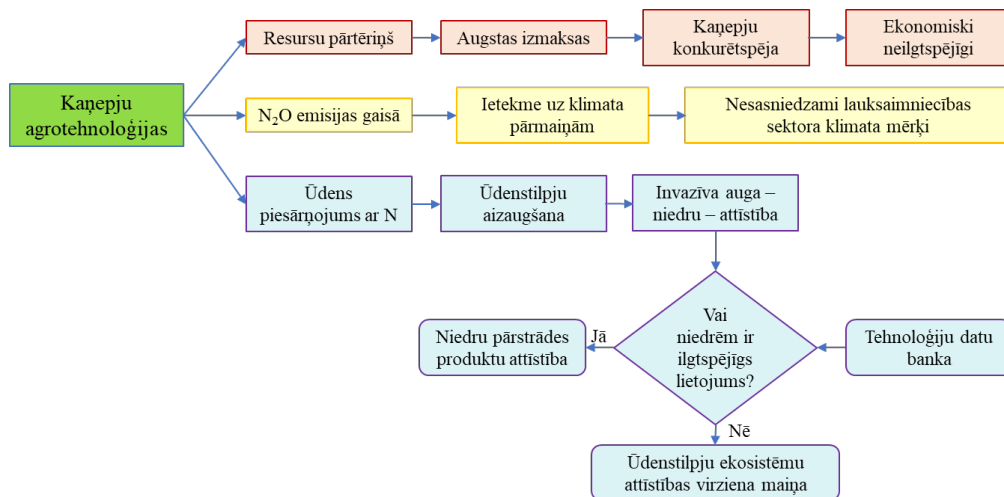 Kaņepju
agrotehnoloģijas
Resursu pārtēriņš
Augstas izmaksas
Kaņepju
konkurētspēja
Ekonomiski
neilgtspējīgi
N₂O emisijas gaisā
Ietekme uz klimata
pārmaiņām
Nesasniedzami lauksaimniecības
sektora klimata mērķi
Ūdens
piesārņojums ar N
Ūdenstilpju
aizaugšana
Invazīva auga –
niedru – attīstība
Vai
niedrēm ir
ilgtspējīgs
lietojums?
Jā
Niedru pārstrādes
produktu attīstība
Tehnoloģiju datu
banka
Nē
Ūdenstilpju ekosistēmu
attīstības virziena maiņa